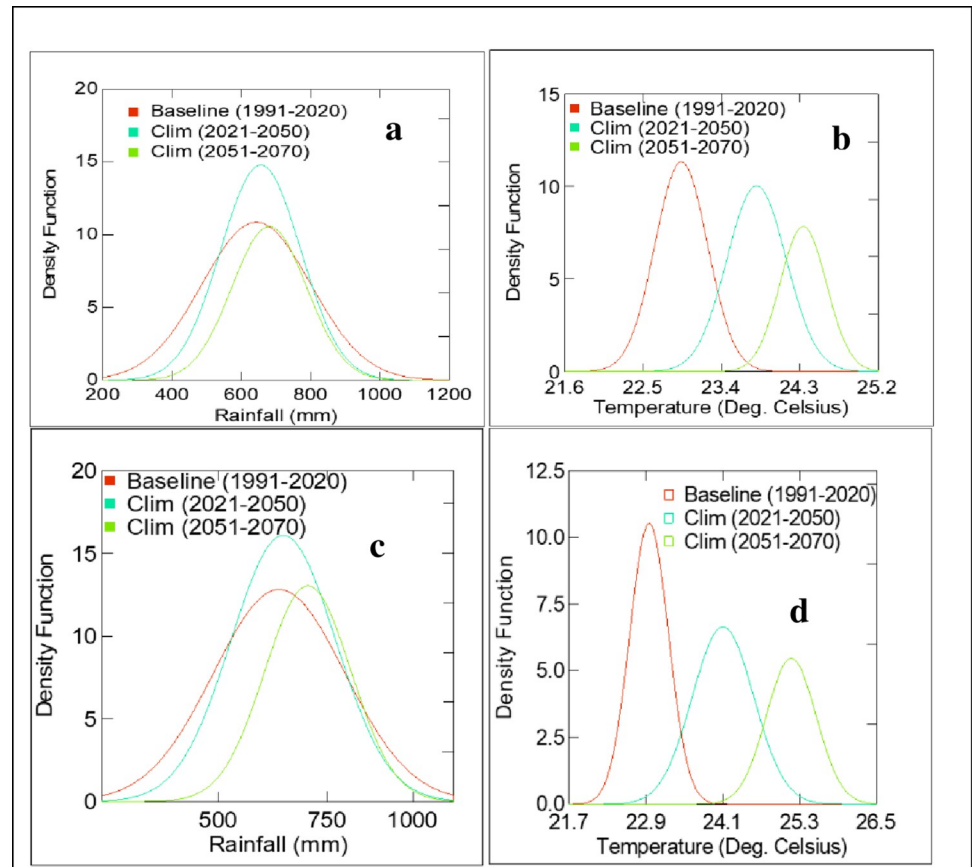 20
Baseline (1991-2020)
Clim (2021-2050)
Clim (2051-2070)
a
15
10
5
0
Density Function
200 400 600 800 1000 1200
Rainfall (mm)
15
Baseline (1991-2020)
Clim (2021-2050)
Clim (2051-2070)
b
10
5
0
Density Function
21.6 22.5 23.4 24.3 25.2
Temperature (Deg. Celsius)
20
Baseline (1991-2020)
Clim (2021-2050)
Clim (2051-2070)
c
15
10
5
0
Density Function
500 750 1000
Rainfall (mm)
12.5
Baseline (1991-2020)
Clim (2021-2050)
Clim (2051-2070)
d
10.0
7.5
5.0
2.5
0.0
Density Function
21.7 22.9 24.1 25.3 26.5
Temperature (Deg. Celsius)